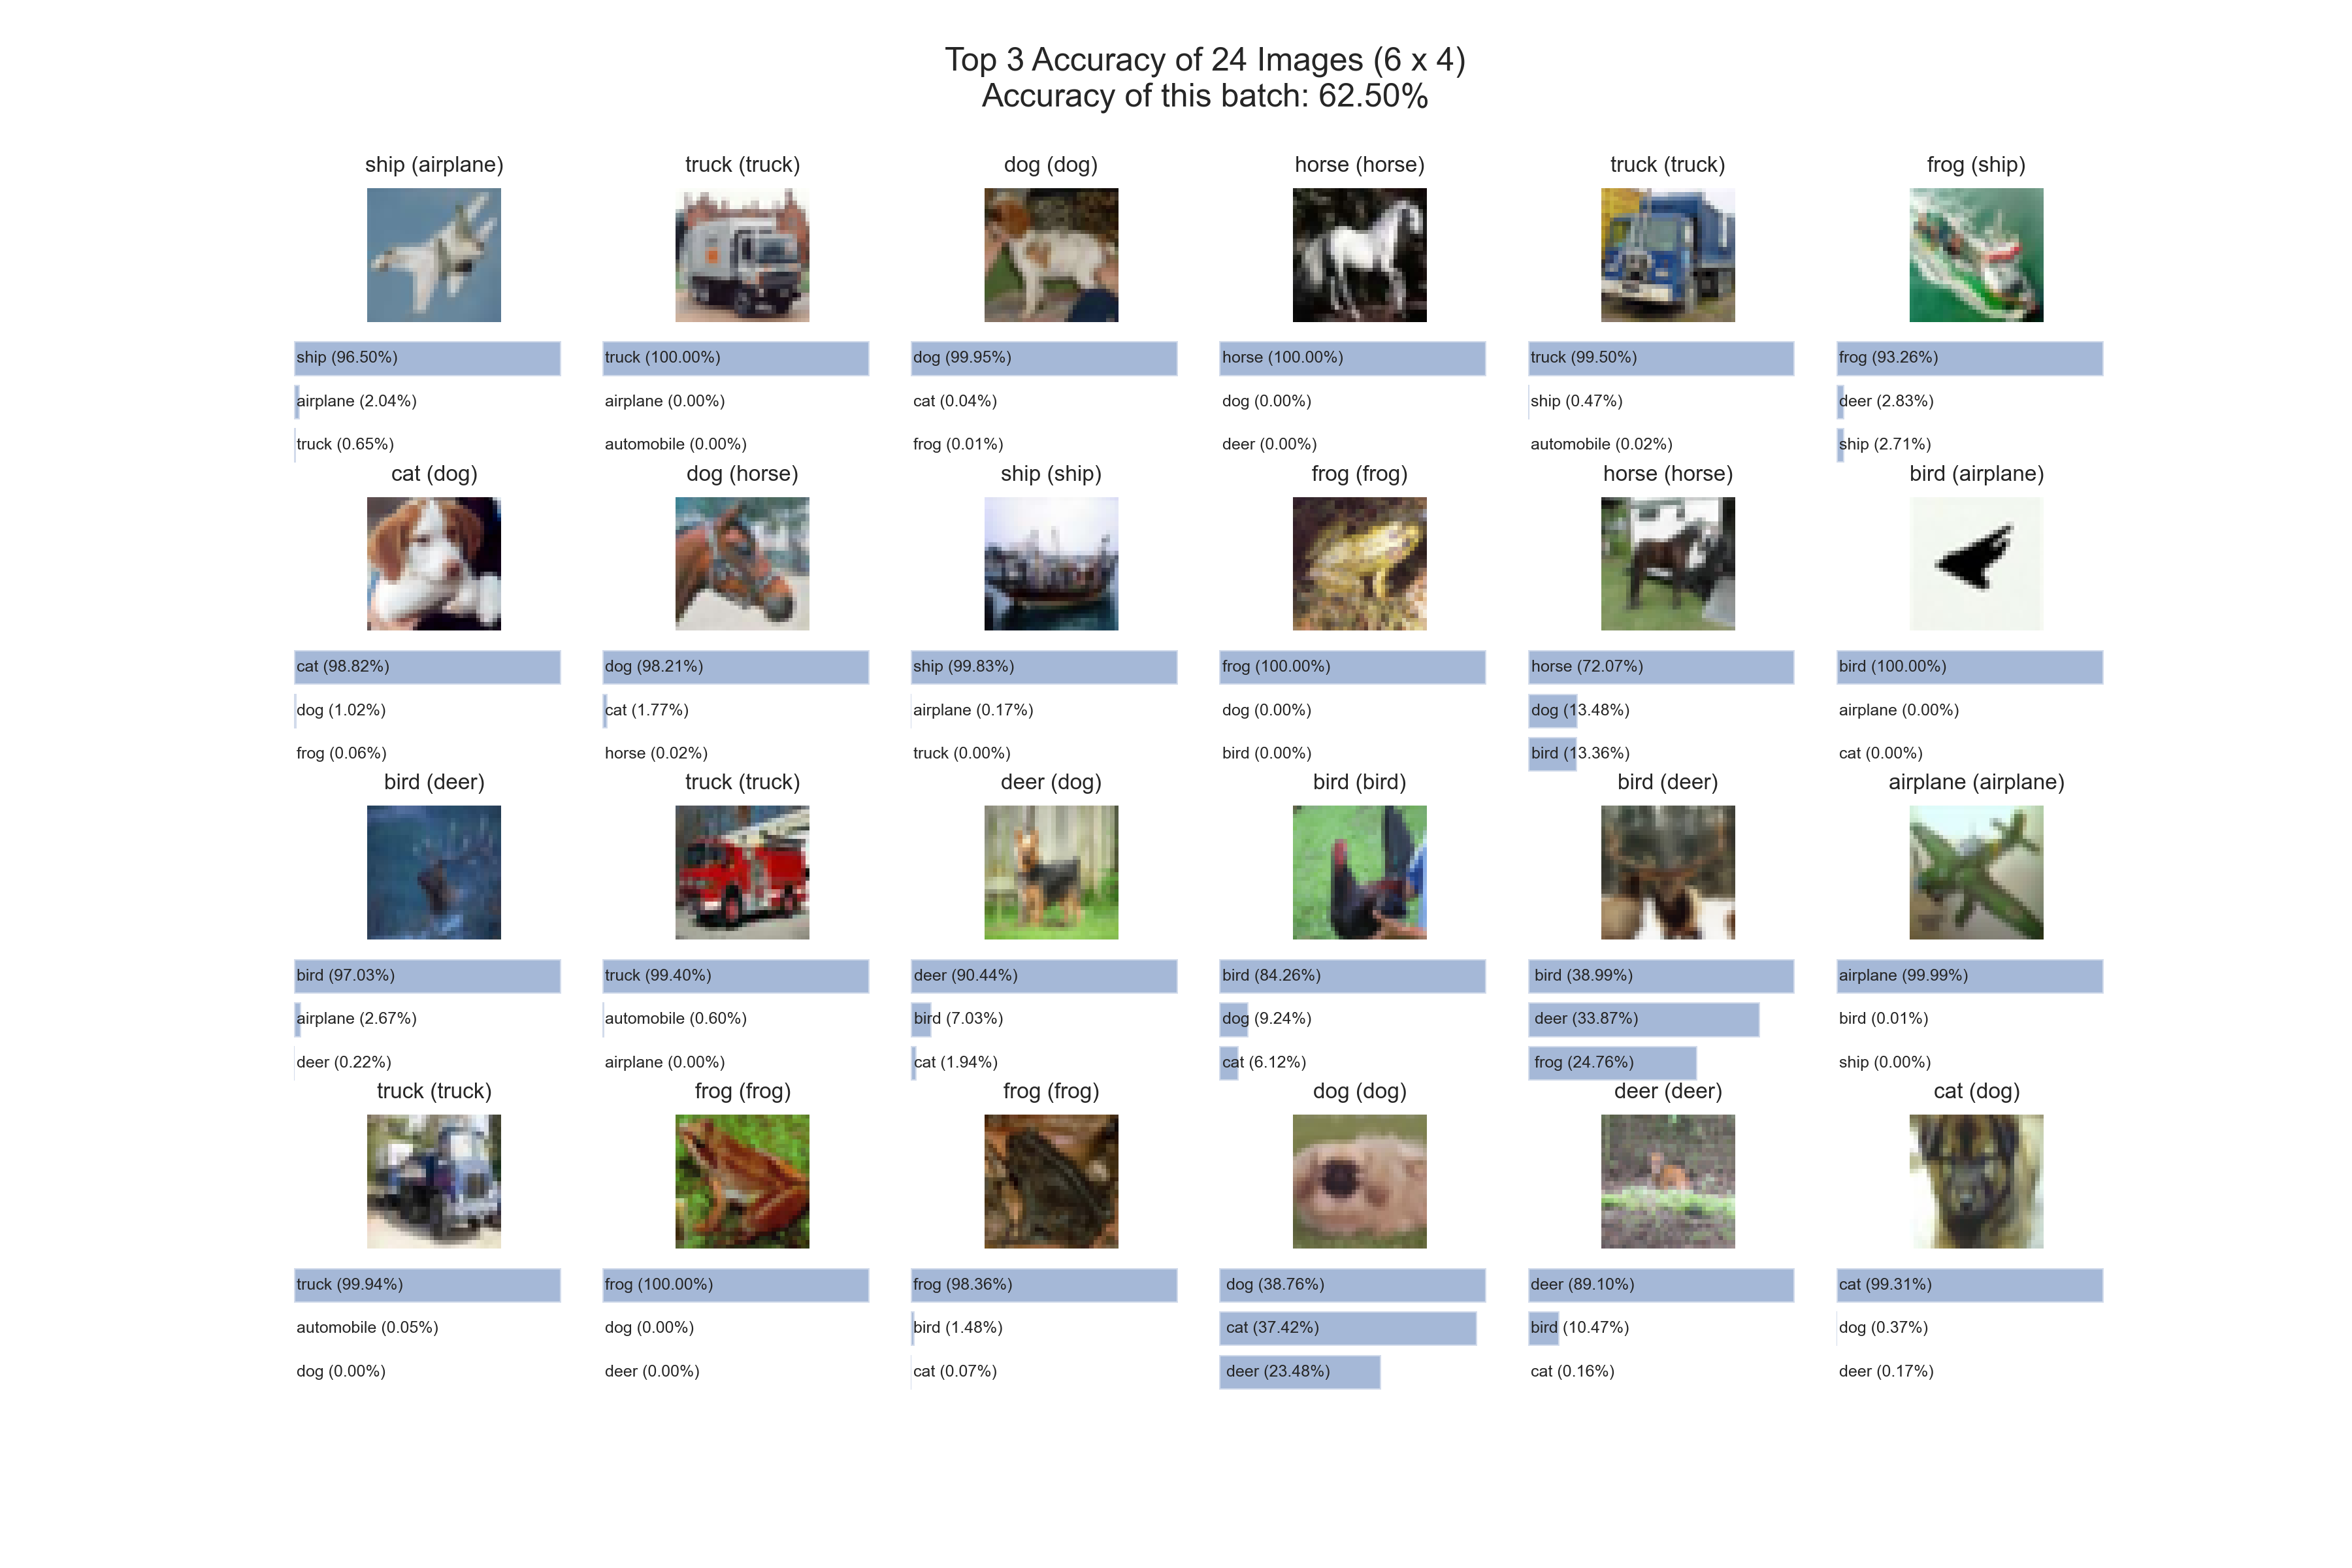 Top 3 Accuracy of 24 Images (6 x 4)
Accuracy of this batch: 62.50%
ship (airplane)
ship (96.50%)
airplane (2.04%)
truck (0.65%)
truck (truck)
truck (100.00%)
airplane (0.00%)
automobile (0.00%)
dog (dog)
dog (99.95%)
cat (0.04%)
frog (0.01%)
horse (horse)
horse (100.00%)
dog (0.00%)
deer (0.00%)
truck (truck)
truck (99.50%)
ship (0.47%)
automobile (0.02%)
frog (ship)
frog (93.26%)
deer (2.83%)
ship (2.71%)
cat (dog)
cat (98.82%)
dog (1.02%)
frog (0.06%)
dog (horse)
dog (98.21%)
cat (1.77%)
horse (0.02%)
ship (ship)
ship (99.83%)
airplane (0.17%)
truck (0.00%)
frog (frog)
frog (100.00%)
dog (0.00%)
bird (0.00%)
horse (horse)
horse (72.07%)
dog (13.48%)
bird (13.36%)
bird (airplane)
bird (100.00%)
airplane (0.00%)
cat (0.00%)
bird (deer)
bird (97.03%)
airplane (2.67%)
deer (0.22%)
truck (truck)
truck (99.40%)
automobile (0.60%)
airplane (0.00%)
deer (dog)
deer (90.44%)
bird (7.03%)
cat (1.94%)
bird (bird)
bird (84.26%)
dog (9.24%)
cat (6.12%)
bird (deer)
bird (38.99%)
deer (33.87%)
frog (24.76%)
airplane (airplane)
airplane (99.99%)
bird (0.01%)
ship (0.00%)
truck (truck)
truck (99.94%)
automobile (0.05%)
dog (0.00%)
frog (frog)
frog (100.00%)
dog (0.00%)
deer (0.00%)
frog (frog)
frog (98.36%)
bird (1.48%)
cat (0.07%)
dog (dog)
dog (38.76%)
cat (37.42%)
deer (23.48%)
deer (deer)
deer (89.10%)
bird (10.47%)
cat (0.16%)
cat (dog)
cat (99.31%)
dog (0.37%)
deer (0.17%)